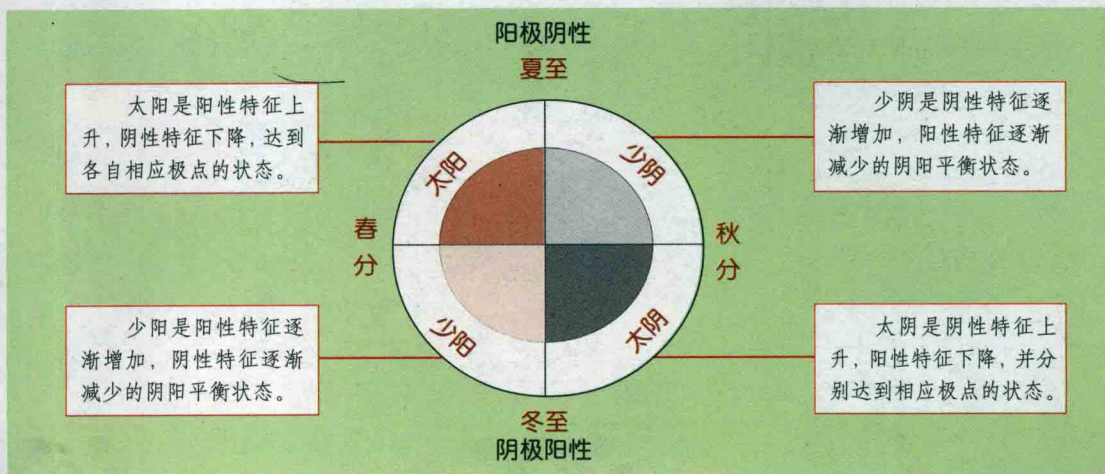 阳极阴性
夏至
太阳是阳性特征上
升，阴性特征下降，达到
各自相应极点的状态。
少阴是阴性特征逐
渐增加，阳性特征逐渐
减少的阴阳平衡状态。
太阳
少阴
春
分
秋
分
少阳
太阴
少阳是阳性特征逐
渐增加，阴性特征逐渐
减少的阴阳平衡状态。
太阴是阴性特征上
升，阳性特征下降，并分
别达到相应极点的状态。
冬至
阴极阳性